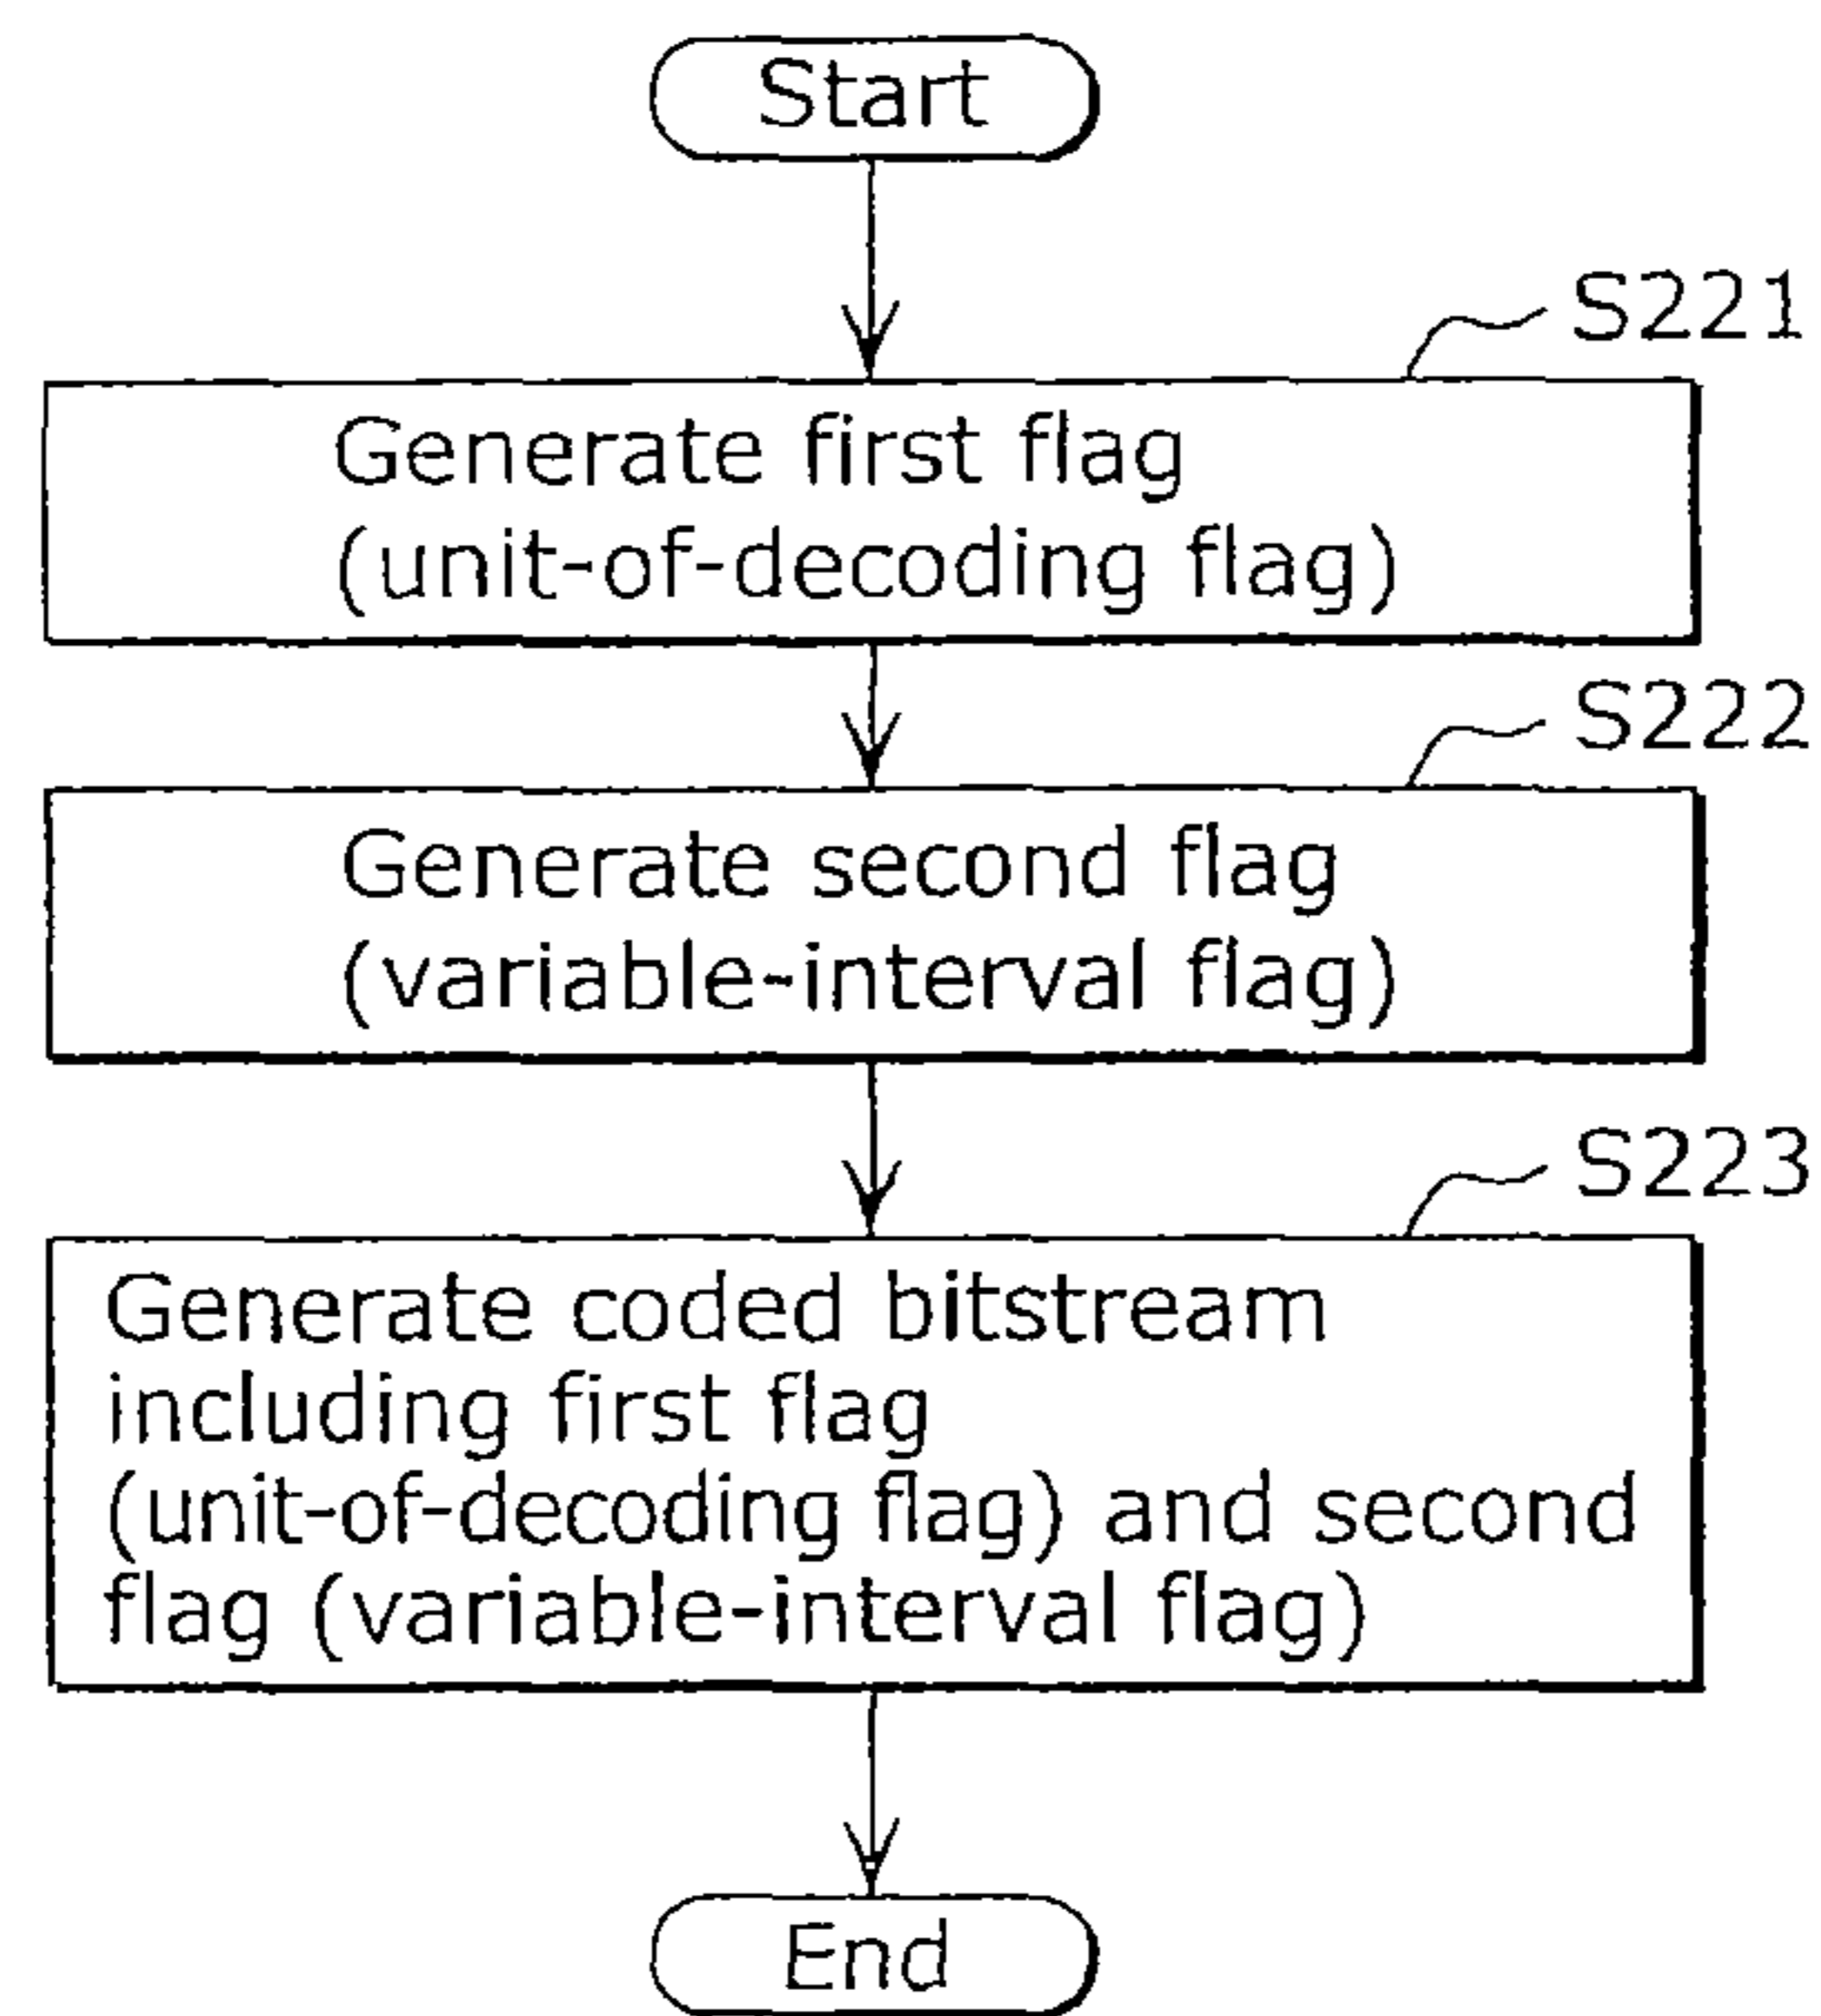 Start
S221
Generate first flag
(unit-of-decoding flag)
S222
Generate second flag
(variable-interval flag)
S223
Generate coded bitstream
including first flag
(unit-of-decoding flag) and second
flag (variable-interval flag)
End